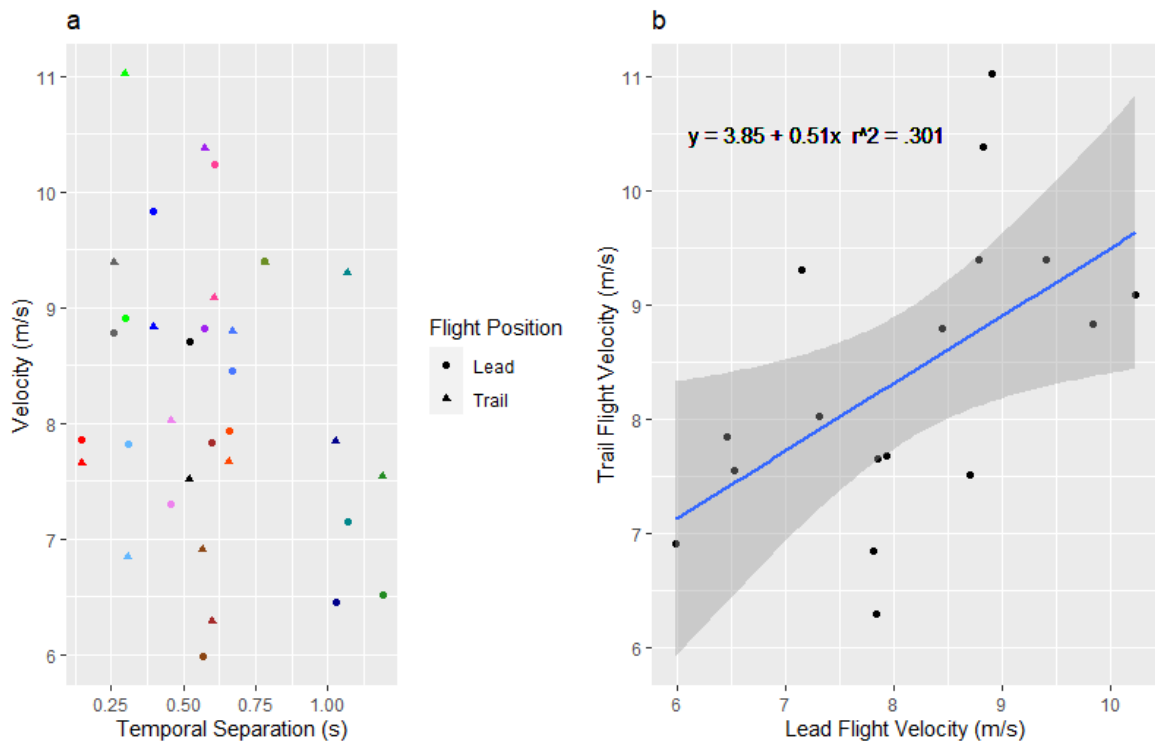 a
11
10
9
8
7
6
Velocity (m/s)
0.25 0.50 0.75 1.00
Temporal Separation (s)
Flight Position
Lead
Trail
b
y = 3.85 + 0.51x r^2 = .301
11
10
9
8
7
6
Trail Flight Velocity (m/s)
6 7 8 9 10
Lead Flight Velocity (m/s)